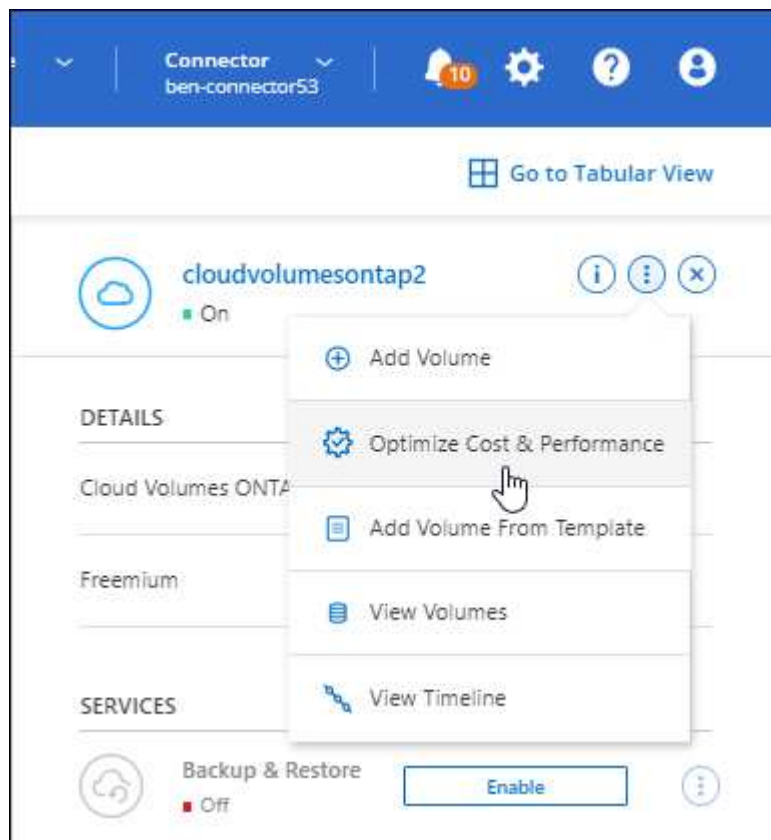 Connector
ben-connector53
10
Go to Tabular View
cloudvolumesontap2
On
Add Volume
DETAILS
Optimize Cost & Performance
Cloud Volumes ONTA
Add Volume From Template
Freemium
View Volumes
View Timeline
SERVICES
Backup & Restore
Enable
Off